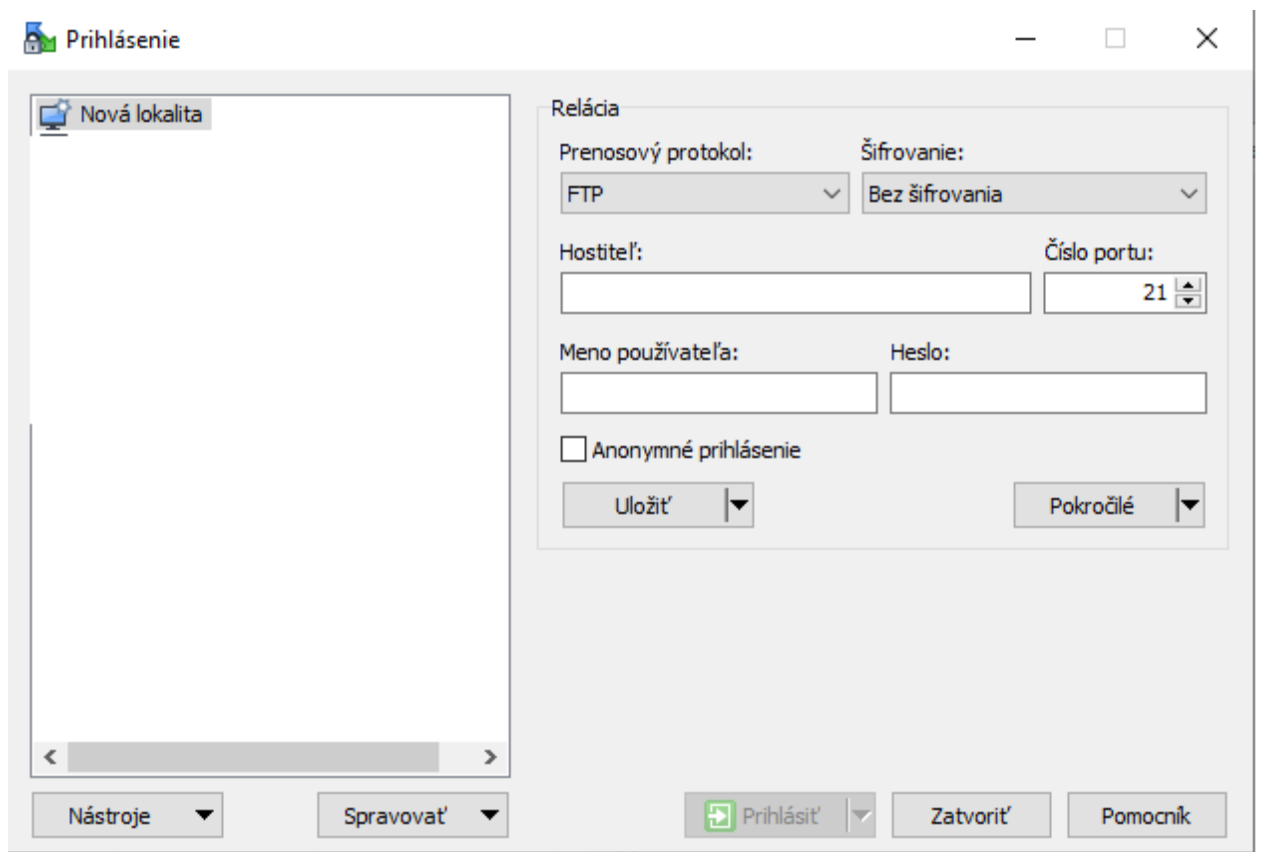 Prihlásenie
Nová lokalita
Relácia
Prenosový protokol: Šifrovanie:
FTP Bez šifrovania
Hostiteľ: Číslo portu:
21
Meno používateľa: Heslo:
Anonymné prihlásenie
Uložiť Pokročilé
Nástroje Spravovať Prihlásiť Zatvoriť Pomocník